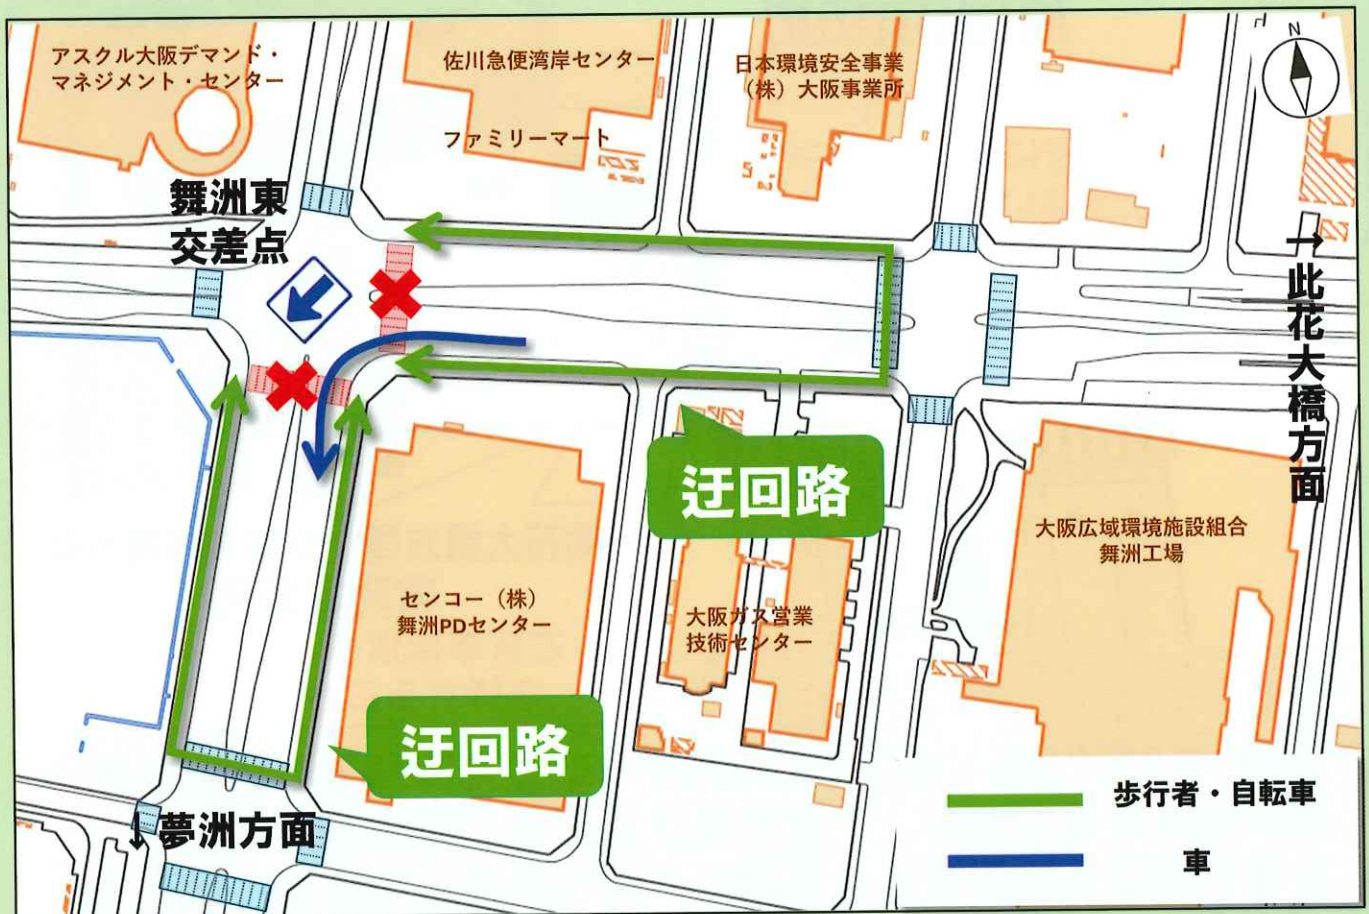 アスクル大阪デマンド・
マネジメント・センター
佐川急便湾岸センター
ファミリーマート
日本環境安全事業
（株）大阪事業所
N
舞洲東
交差点
→此花大橋方面
迂回路
大阪広域環境施設組合
舞洲工場
センコー（株）
舞洲PDセンター
大阪ガス営業
技術センター
迂回路
↓夢洲方面
歩行者・自転車
車